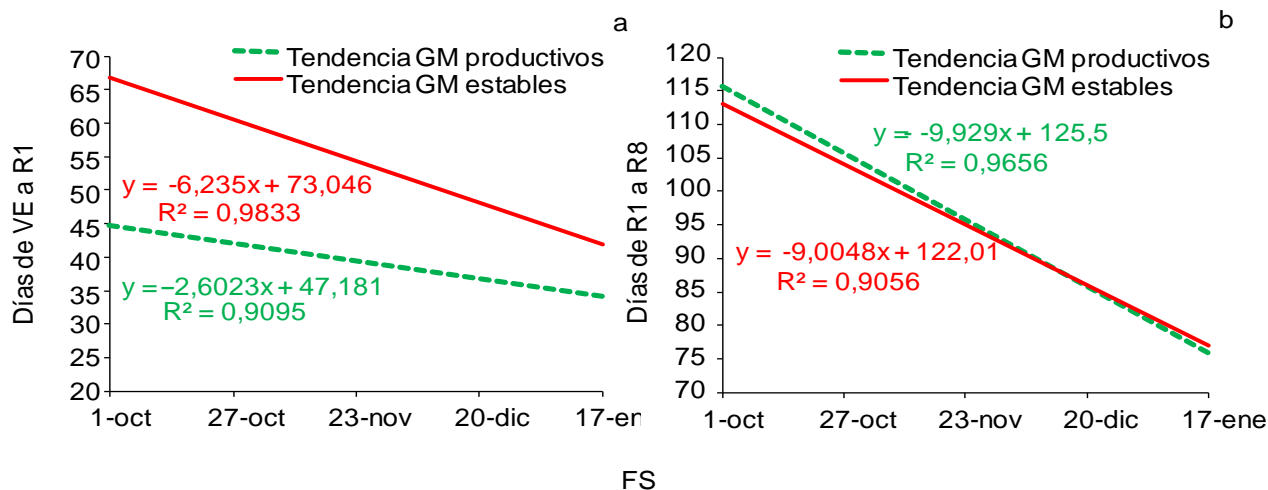 a
Tendencia GM productivos
Tendencia GM estables
Días de VE a R1
70
65
60
55
50
45
40
35
30
25
20
y = -6,235x + 73,046
R² = 0,9833
y = −2,6023x + 47,181
R² = 0,9095
1-oct
27-oct
23-nov
20-dic
17-en
b
Tendencia GM productivos
Tendencia GM estables
Días de R1 a R8
120
115
110
105
100
95
90
85
80
75
70
y = -9,929x + 125,5
R² = 0,9656
y = -9,0048x + 122,01
R² = 0,9056
1-oct
27-oct
23-nov
20-dic
17-ene
FS